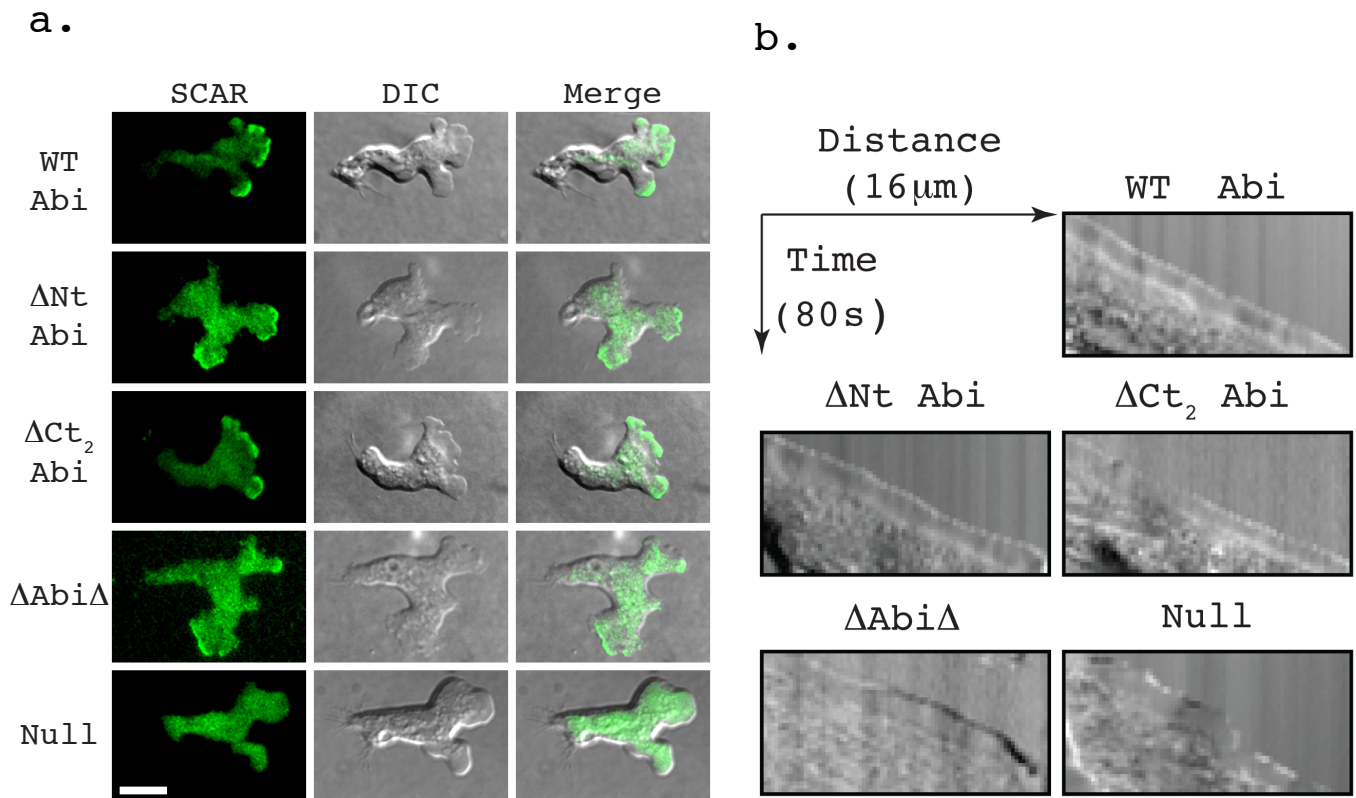 a.
SCAR DIC Merge
WT
Abi
ΔNt
Abi
ΔCt₂
Abi
ΔAbiΔ
Null
b.
Distance
(16μm)
Time
(80s)
WT Abi
ΔNt Abi
ΔCt₂ Abi
ΔAbiΔ
Null